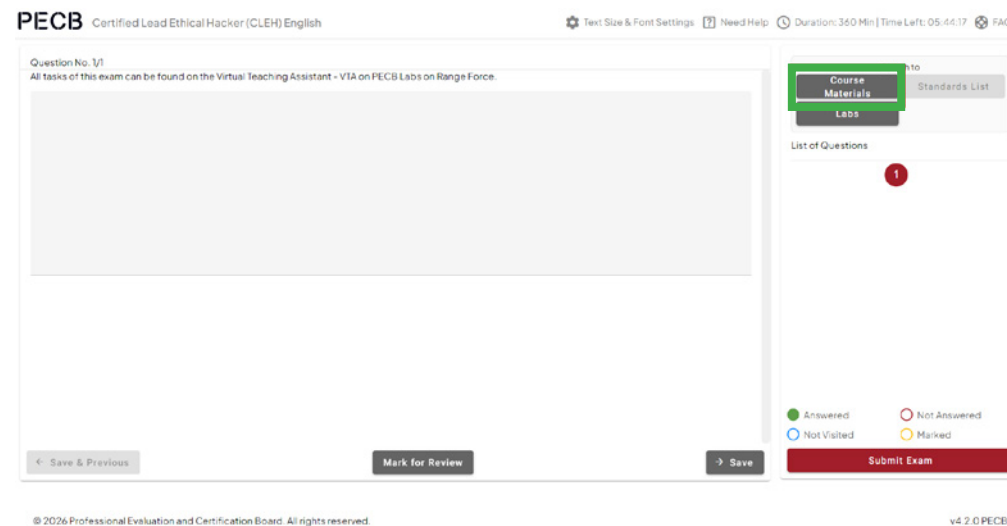 PECB Certified Lead Ethical Hacker (CLEH) English
Text Size & Font Settings Need Help Duration: 360 Min | Time Left: 05:44:17 FAQ
Question No. 1/1
All tasks of this exam can be found on the Virtual Teaching Assistant - VTA on PECB Labs on Range Force.
to
Course Materials
Standards List
Labs
List of Questions
1
Answered Not Answered
Not Visited Marked
← Save & Previous Mark for Review → Save Submit Exam
© 2026 Professional Evaluation and Certification Board. All rights reserved. v4.2.0 PECB